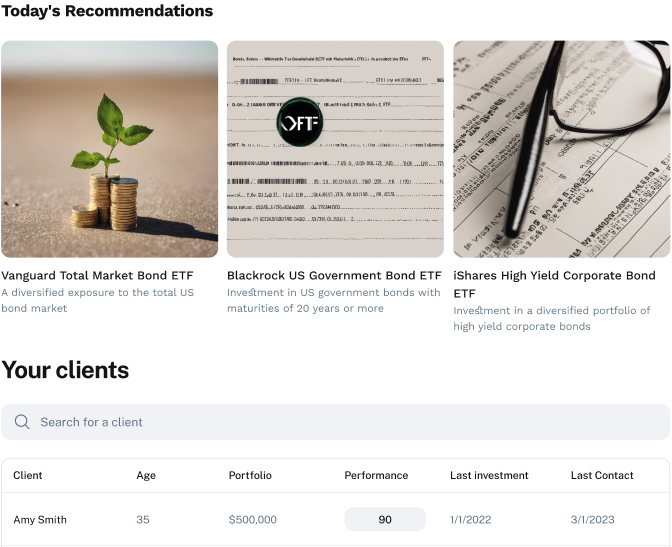 Today's Recommendations
Vanguard Total Market Bond ETF
A diversified exposure to the total US
bond market
Blackrock US Government Bond ETF
Investment in US government bonds with
maturities of 20 years or more
iShares High Yield Corporate Bond
ETF
Investment in a diversified portfolio of
high yield corporate bonds
Your clients
Search for a client
Client Age Portfolio Performance Last investment Last Contact
Amy Smith 35 $500,000 90 1/1/2022 3/1/2023